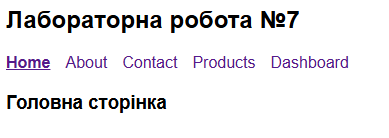 Лабораторна робота №7
Home About Contact Products Dashboard
Головна сторінка